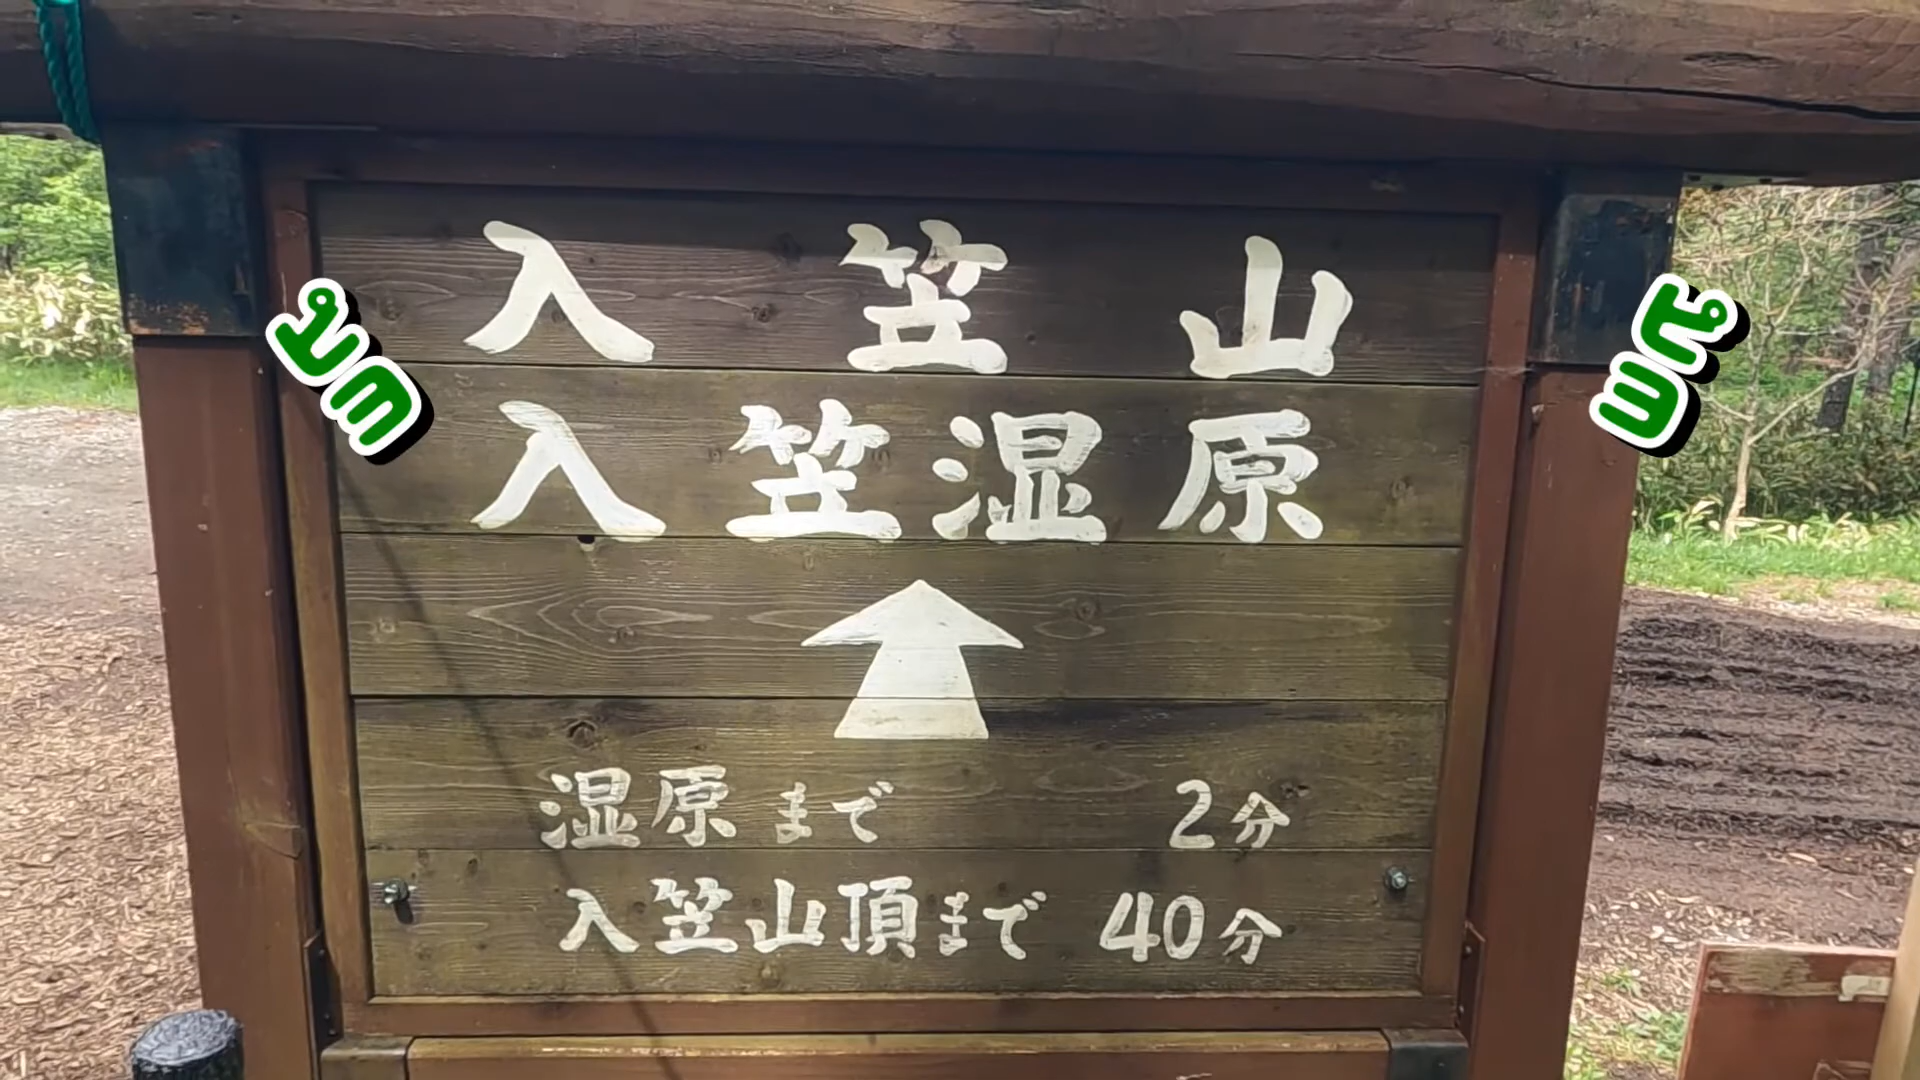 入笠山
入笠湿原
ピヨ
ピヨ
湿原まで 2分
入笠山頂まで 40分